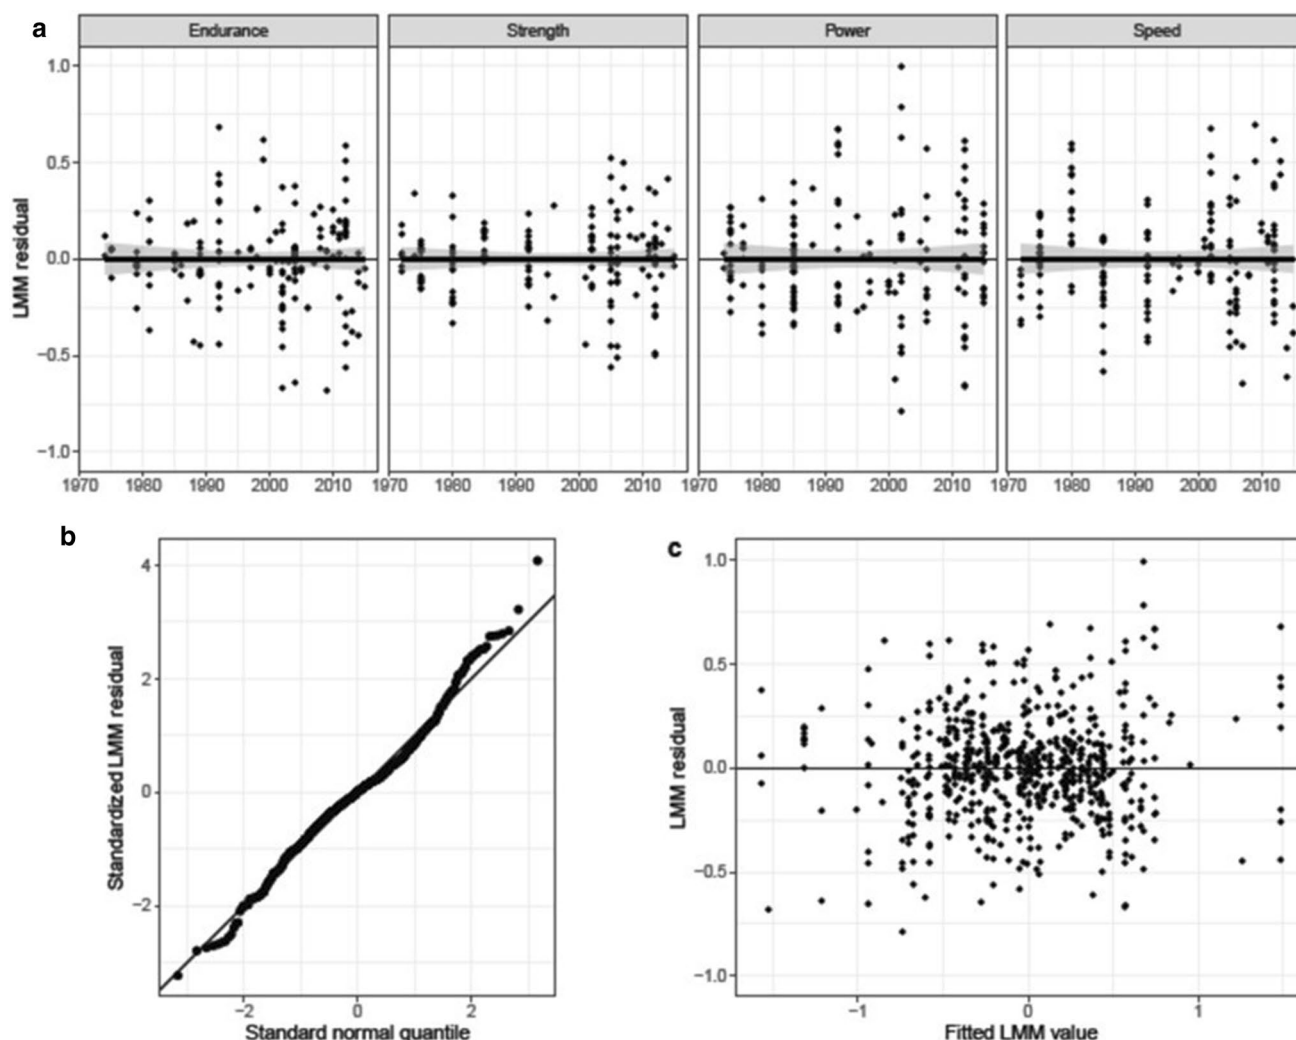 a
Endurance Strength Power Speed
1.0
0.5
0.0
−0.5
−1.0
LMM residual
1970 1980 1990 2000 2010 1970 1980 1990 2000 2010 1970 1980 1990 2000 2010 1970 1980 1990 2000 2010
b
4
2
0
−2
Standardized LMM residual
−2 0 2
Standard normal quantile
c
1.0
0.5
0.0
−0.5
−1.0
LMM residual
−1 0 1
Fitted LMM value